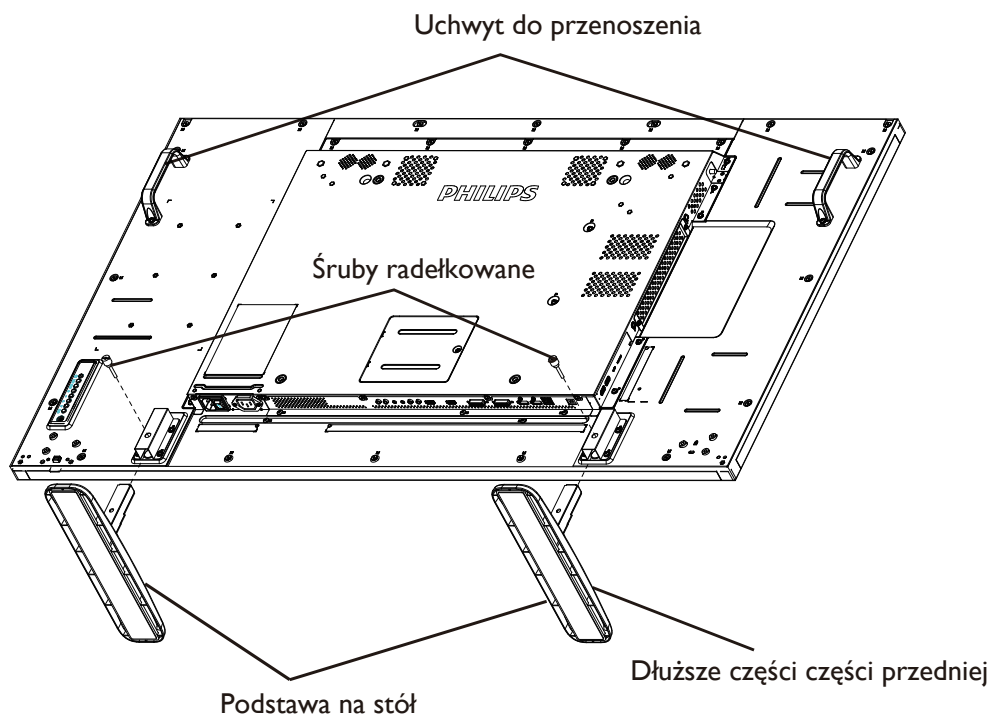 Uchwyt do przenoszenia
PHILIPS
Śruby radełkowane
Dłuższe części części przedniej
Podstawa na stół